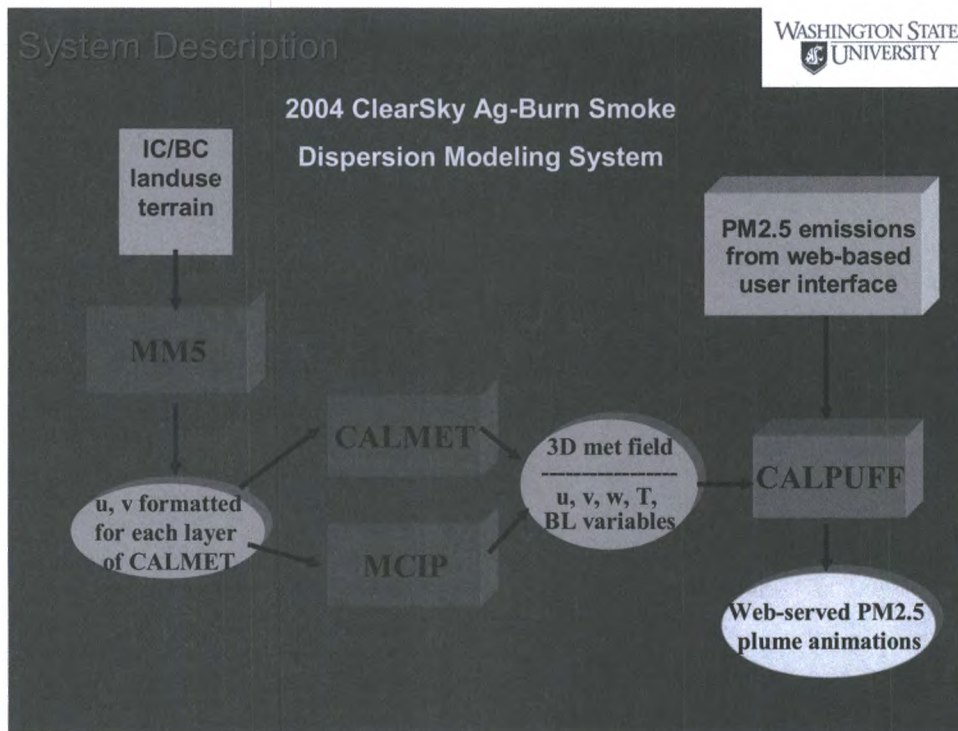 System Description
WASHINGTON STATE
UNIVERSITY
2004 ClearSky Ag-Burn Smoke
Dispersion Modeling System
IC/BC
landuse
terrain
PM2.5 emissions
from web-based
user interface
MM5
CALMET
3D met field
-----------------
u, v, w, T,
BL variables
CALPUFF
u, v formatted
for each layer
of CALMET
MCIP
Web-served PM2.5
plume animations